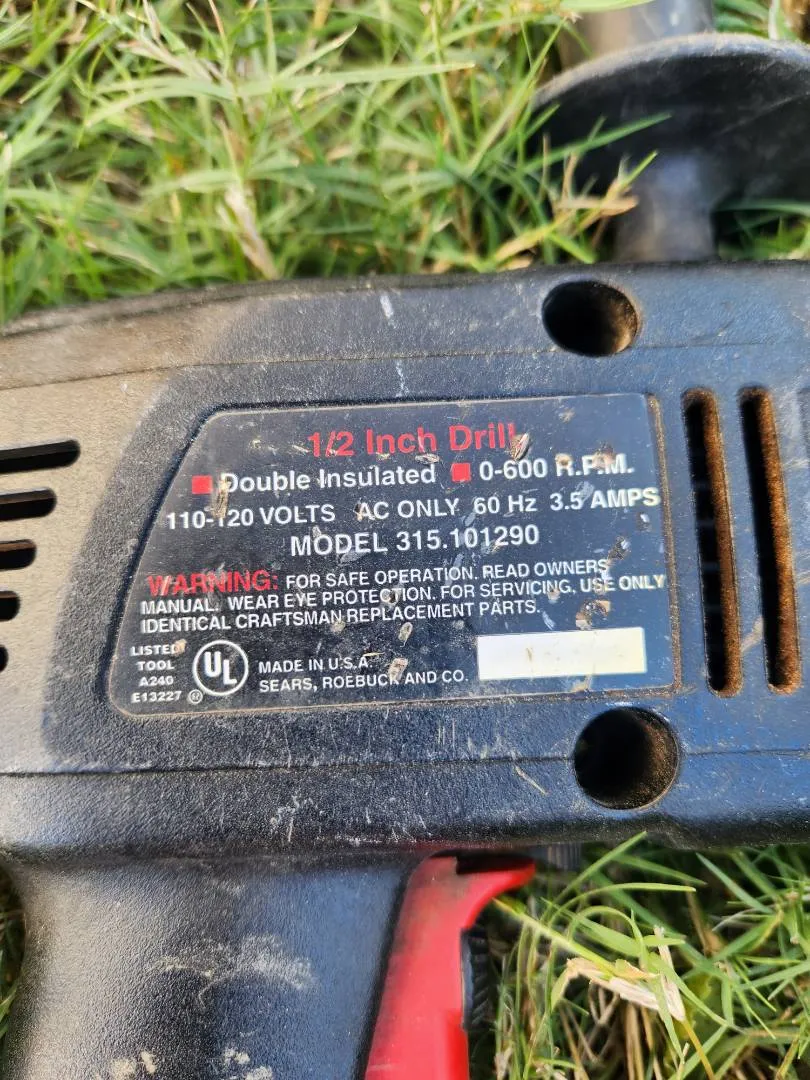 1/2 Inch Drill
Double Insulated 0-600 R.P.M.
110-120 VOLTS AC ONLY 60 Hz 3.5 AMPS
MODEL 315.101290
WARNING: FOR SAFE OPERATION. READ OWNERS
MANUAL. WEAR EYE PROTECTION. FOR SERVICING, USE ONLY
IDENTICAL CRAFTSMAN REPLACEMENT PARTS.
LISTED
TOOL
A240
E13227
UL
®
MADE IN U.S.A.
SEARS, ROEBUCK AND CO.